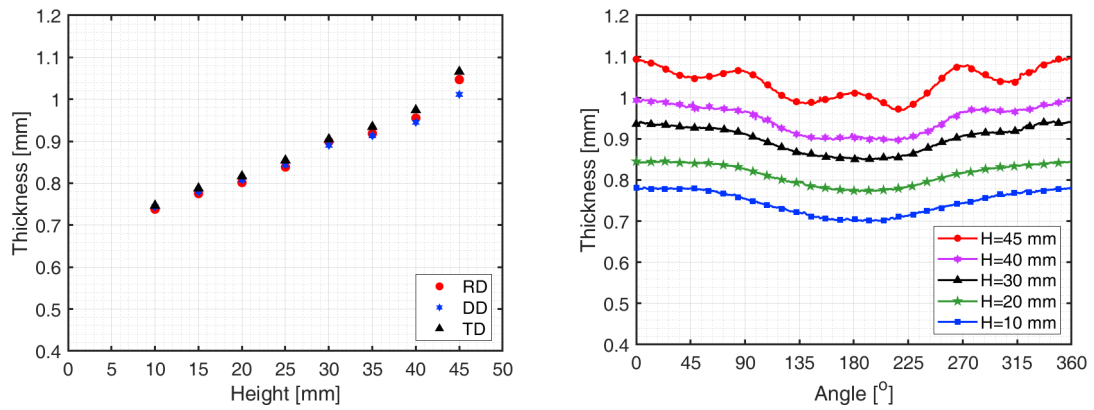 1.2
1.1
1
0.9
0.8
0.7
0.6
0.5
0.4
Thickness [mm]
0 5 10 15 20 25 30 35 40 45 50
Height [mm]
RD
DD
TD
1.2
1.1
1
0.9
0.8
0.7
0.6
0.5
0.4
Thickness [mm]
0 45 90 135 180 225 270 315 360
Angle [º]
H=45 mm
H=40 mm
H=30 mm
H=20 mm
H=10 mm